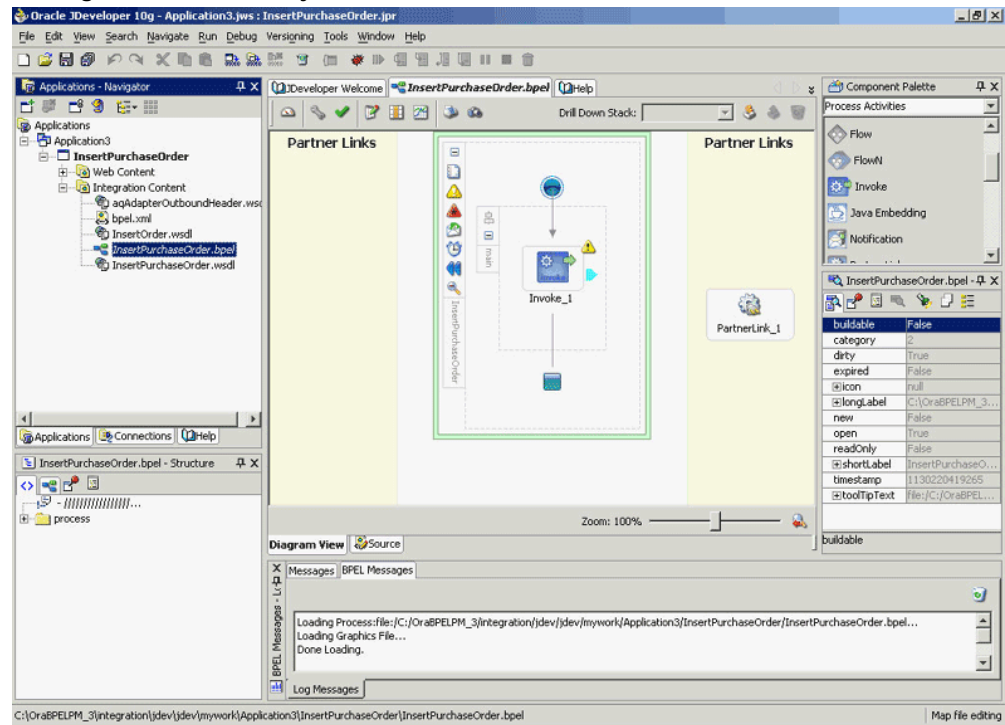 Oracle JDeveloper 10g - Application3.jws : InsertPurchaseOrder.jpr
File Edit View Search Navigate Run Debug Versioning Tools Window Help
Applications - Navigator
Applications
Application3
InsertPurchaseOrder
Web Content
Integration Content
aqAdapterOutboundHeader.wsd
bpel.xml
InsertOrder.wsdl
InsertPurchaseOrder.bpel
InsertPurchaseOrder.wsdl
Applications Connections Help
InsertPurchaseOrder.bpel - Structure
- //////////////////...
process
JDeveloper Welcome InsertPurchaseOrder.bpel Help
Drill Down Stack:
Partner Links
main
InsertPurchaseOrder
Invoke
Invoke_1
Partner Links
PartnerLink_1
Zoom: 100%
Diagram View Source
Component Palette
Process Activities
Flow
FlowN
Invoke
Java Embedding
Notification
InsertPurchaseOrder.bpel -
buildable False
category 2
dirty True
expired False
icon null
longLabel C:\OraBPELPM_3...
new False
open True
readOnly False
shortLabel InsertPurchaseO...
timestamp 1130220419265
toolTipText file:/C:/OraBPEL...
buildable
Messages BPEL Messages
BPEL Messages - Log
Loading Process:file:/C:/OraBPELPM_3/integration/jdev/jdev/mywork/Application3/InsertPurchaseOrder/InsertPurchaseOrder.bpel...
Loading Graphics File...
Done Loading.
Log Messages
C:\OraBPELPM_3\integration\jdev\jdev\mywork\Application3\InsertPurchaseOrder\InsertPurchaseOrder.bpel
Map file editing